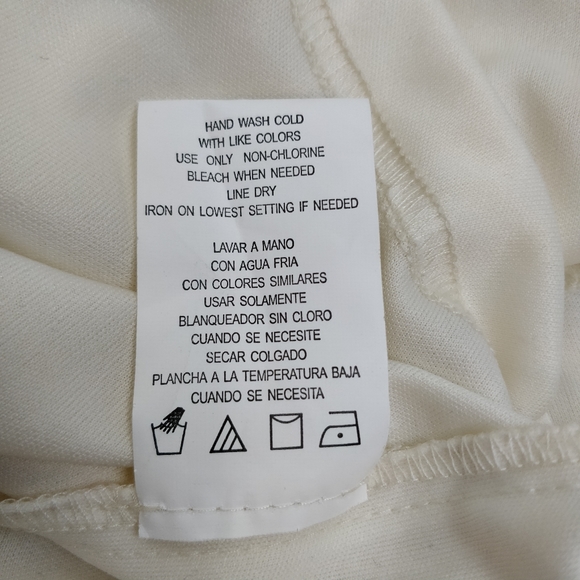 HAND WASH COLD
WITH LIKE COLORS
USE ONLY NON-CHLORINE
BLEACH WHEN NEEDED
LINE DRY
IRON ON LOWEST SETTING IF NEEDED
LAVAR A MANO
CON AGUA FRIA
CON COLORES SIMILARES
USAR SOLAMENTE
BLANQUEADOR SIN CLORO
CUANDO SE NECESITE
SECAR COLGADO
PLANCHA A LA TEMPERATURA BAJA
CUANDO SE NECESITA